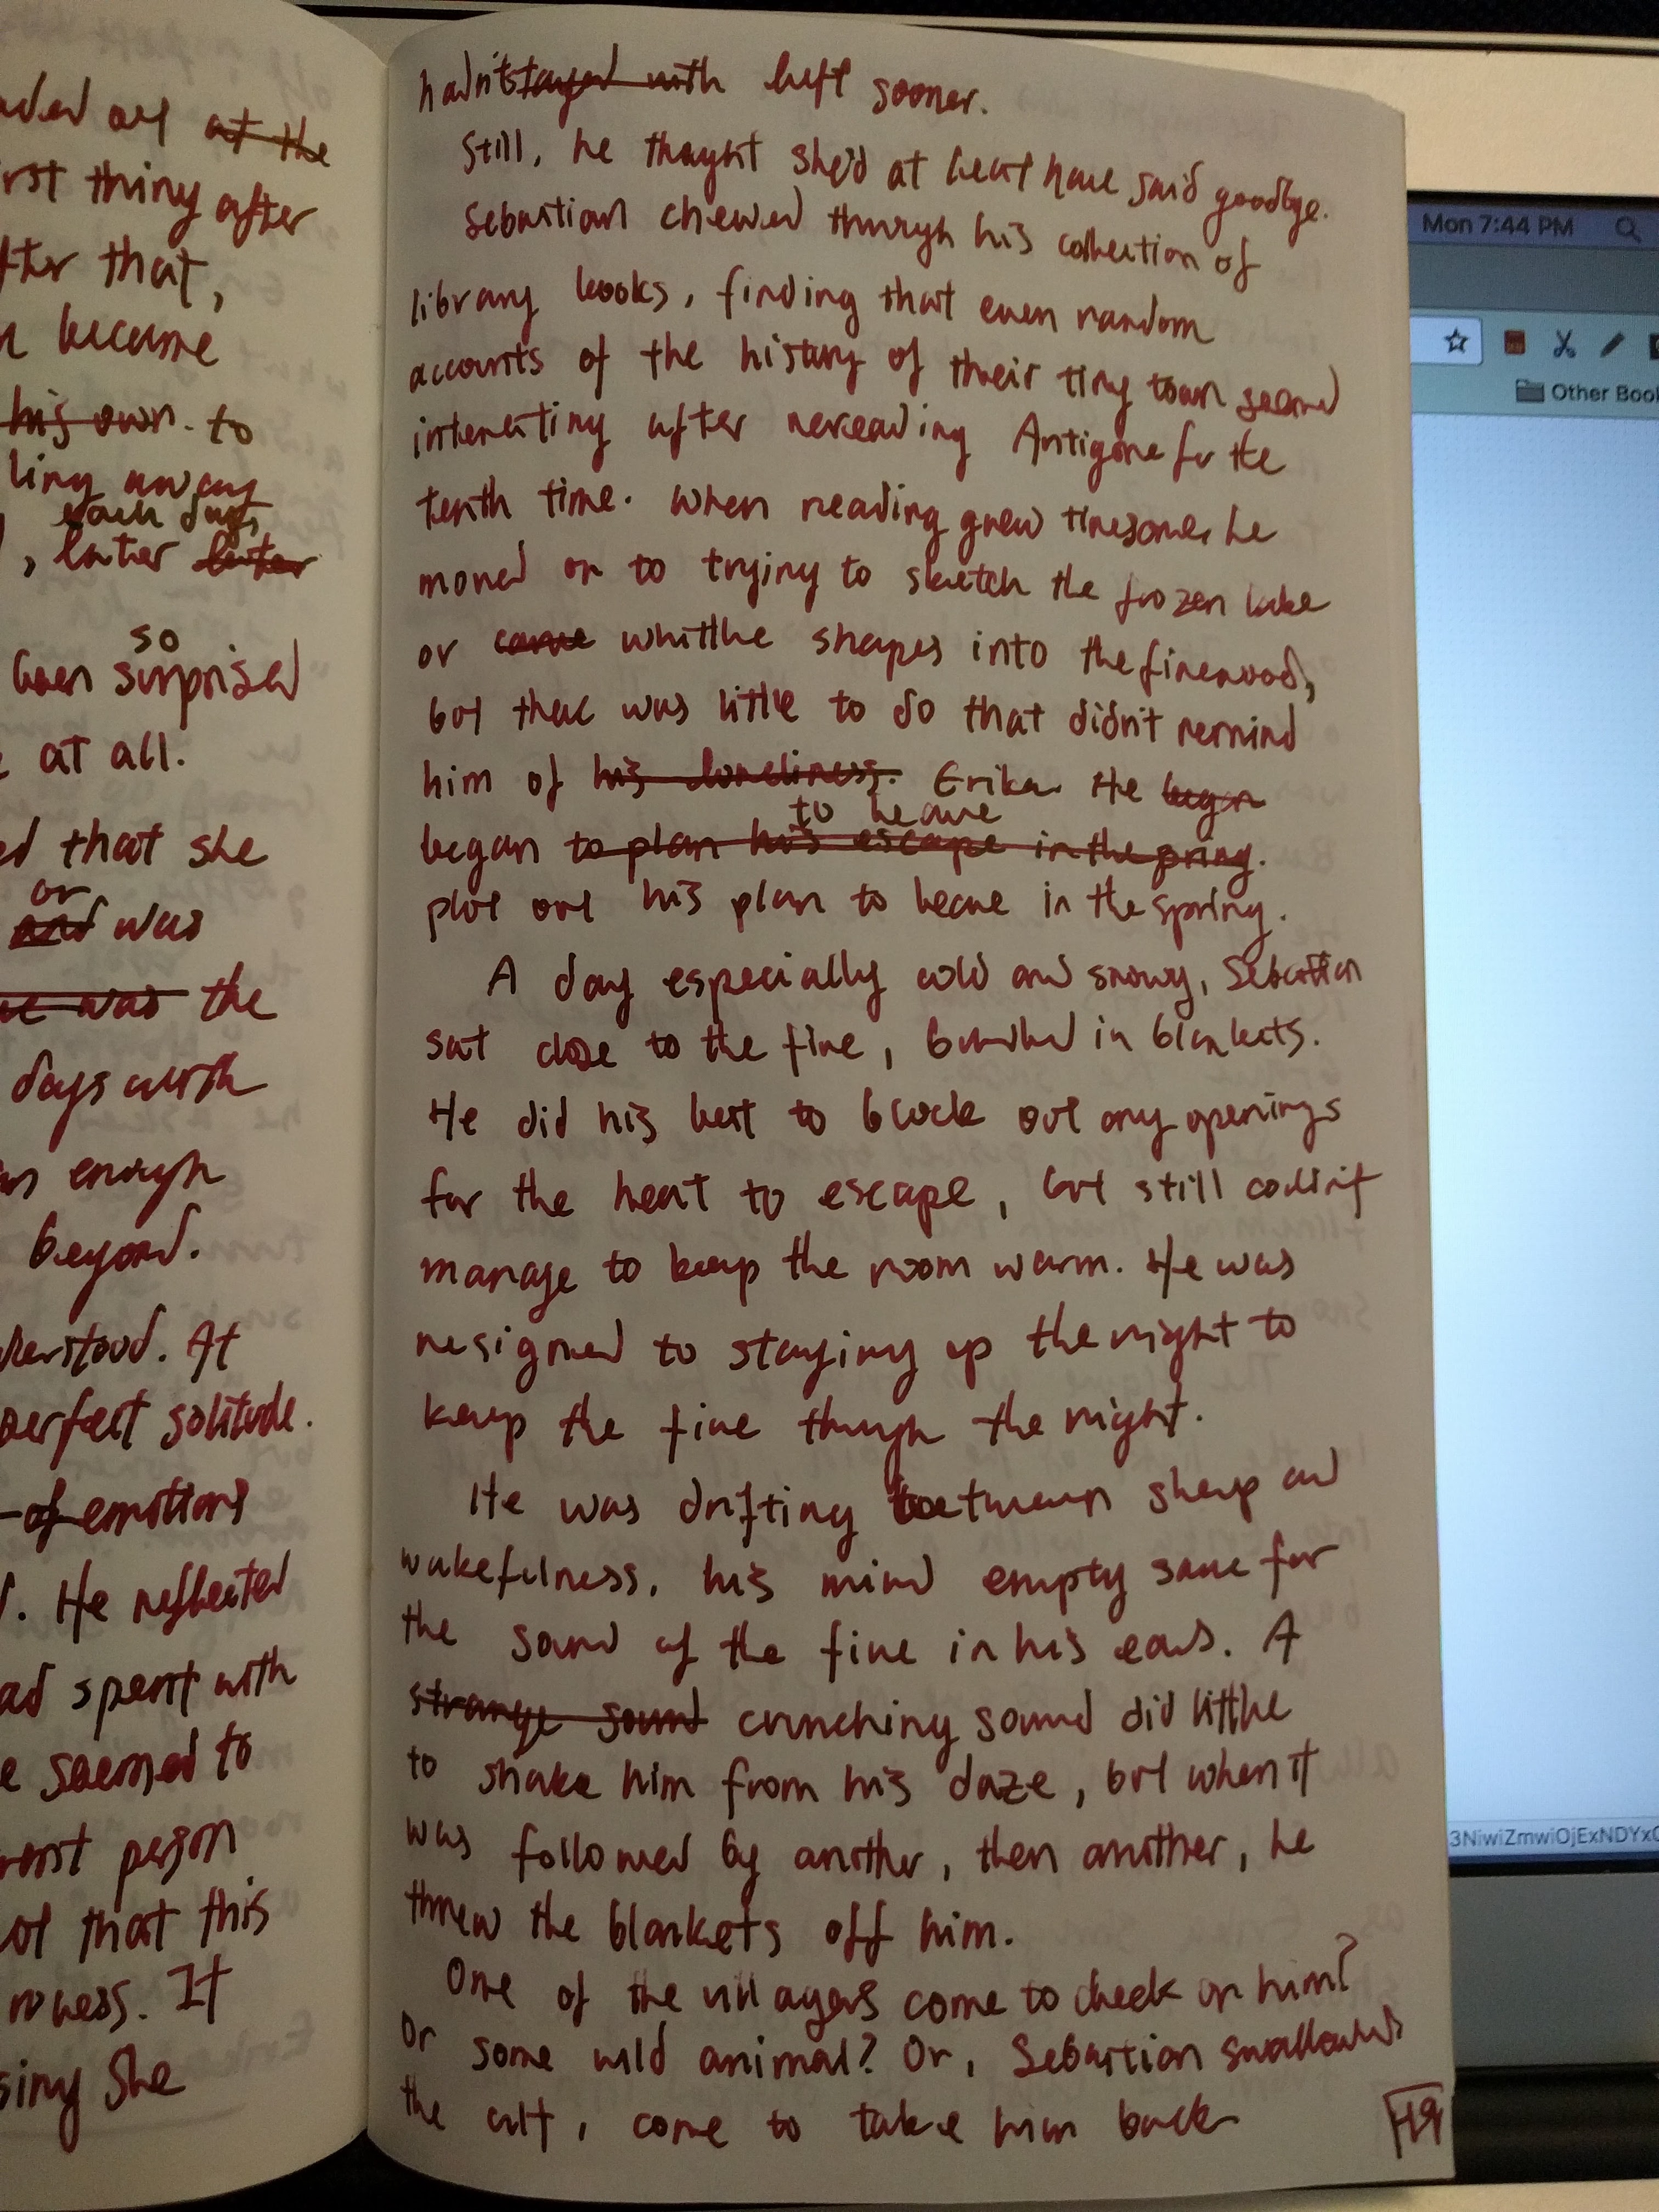 ded out at the
rst thing after
fter that,
n became
his own. to
ling away
each day,
, later later
so
been surprised
e at all.
ed that she
or
and was
he was the
days with
enough
beyond.
derstood. At
perfect solitude.
of emotions
. He reflected
ad spent with
e seemed to
person
ot that this
It
sing She
hadn't stayed with left sooner.
Still, he thought she'd at least have said goodbye.
Sebastian chewed through his collection of
library books, finding that even random
accounts of the history of their tiny town seemed
interesting after rereading Antigone for the
tenth time. When reading grew tiresome, he
moved on to trying to sketch the frozen lake
or carve whittle shapes into the firewood,
but there was little to do that didn't remind
him of his loneliness. Erika. He began
to leave
began to plan his escape in the spring.
plot out his plan to leave in the spring.
A day especially cold and snowy, Sebastian
sat close to the fire, bundled in blankets.
He did his best to block out any openings
for the heat to escape, but still couldn't
manage to keep the room warm. He was
resigned to staying up the night to
keep the fire through the night.
He was drifting between sleep and
wakefulness, his mind empty save for
the sound of the fire in his ears. A
strange sound crunching sound did little
to shake him from his daze, but when it
was followed by another, then another, he
threw the blankets off him.
One of the villagers come to check on him?
Or some wild animal? Or, Sebastian swallowed
the cult, come to take him back
119
Mon 7:44 PM
Other Boo
3NiwiZmwiOjExNDYxO